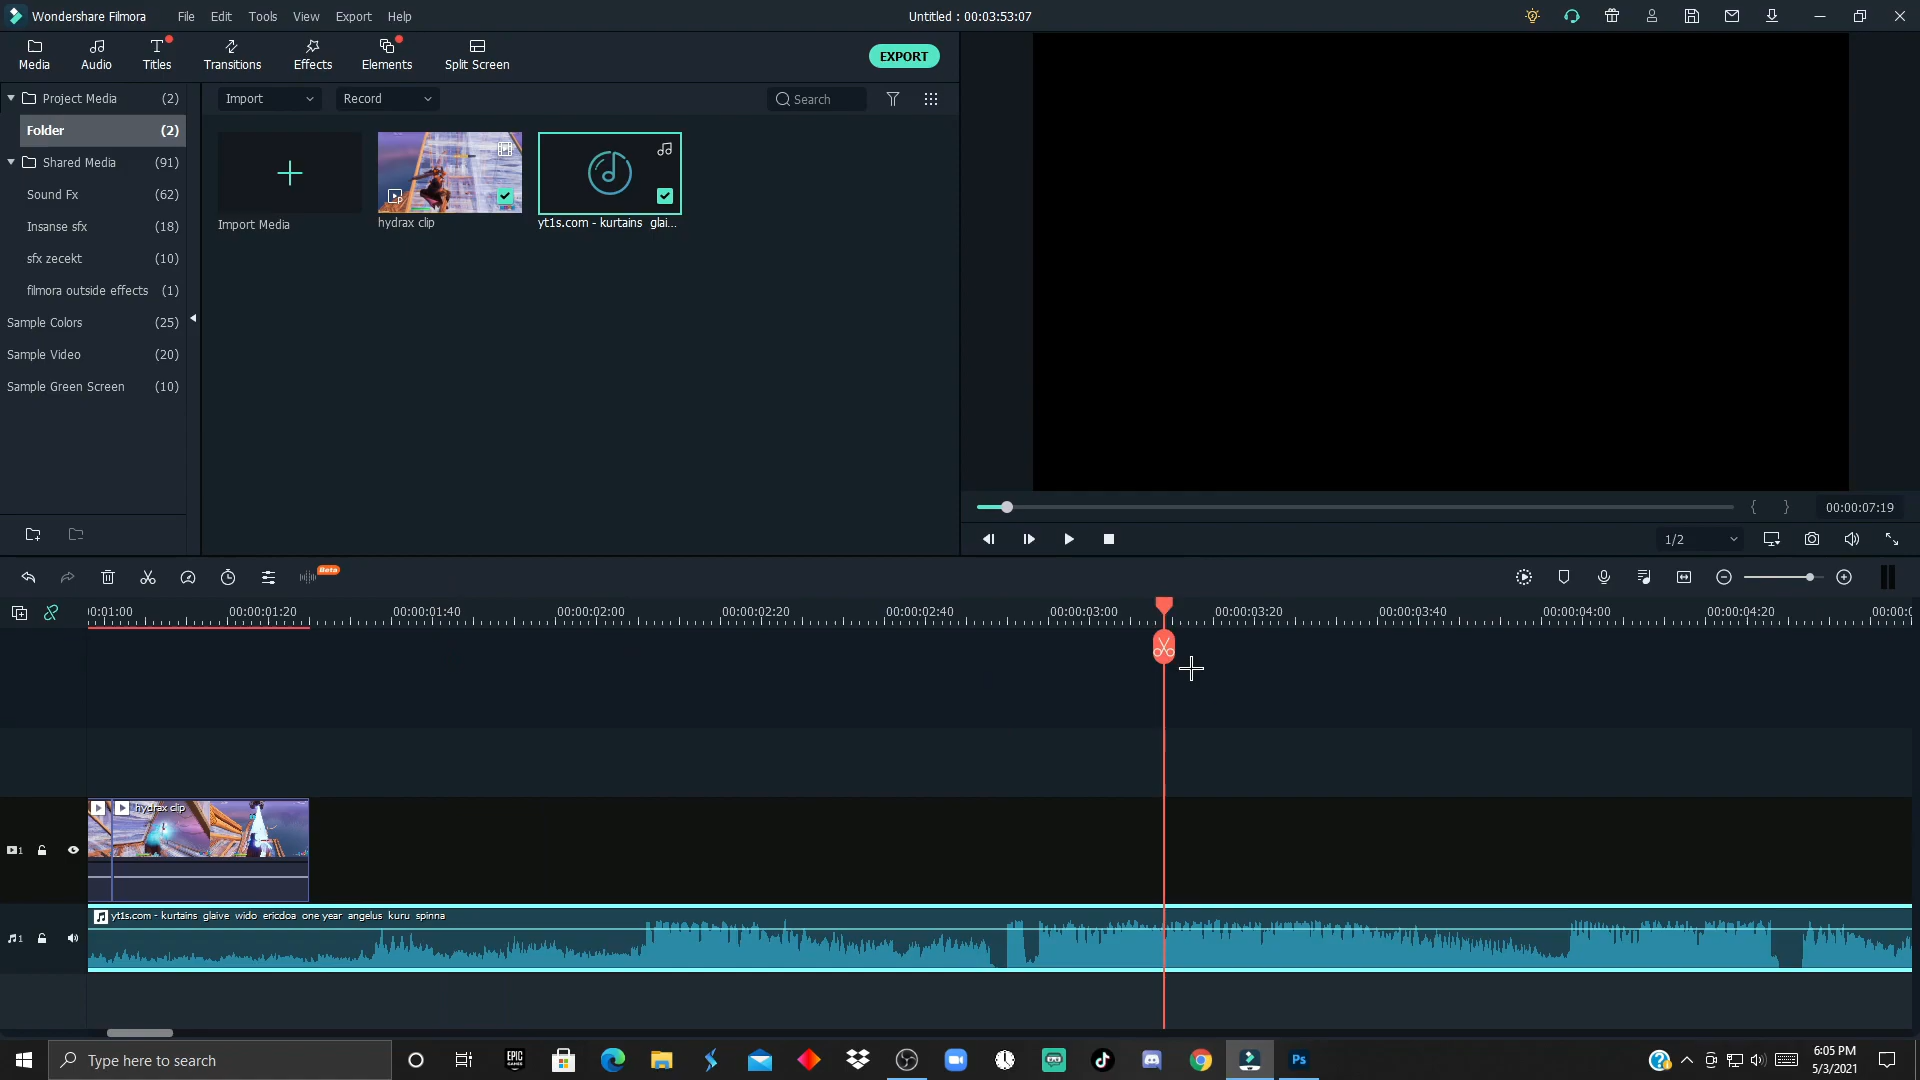 Wondershare Filmora File Edit Tools View Export Help Untitled : 00:03:53:07
Media Audio Titles Transitions Effects Elements Split Screen EXPORT
Project Media (2)
Folder (2)
Shared Media (91)
Sound Fx (62)
Insanse sfx (18)
sfx zecekt (10)
filmora outside effects (1)
Sample Colors (25)
Sample Video (20)
Sample Green Screen (10)
Import Record Search
Import Media hydrax clip yt1s.com - kurtains glai...
{ } 00:00:07:19
1/2
Beta
00:01:00 00:00:01:20 00:00:01:40 00:00:02:00 00:00:02:20 00:00:02:40 00:00:03:00 00:00:03:20 00:00:03:40 00:00:04:00 00:00:04:20 00:00:0
hydrax clip
1
yt1s.com - kurtains glaive wido ericdoa one year angelus kuru spinna
1
Type here to search
EPIC GAMES
Ps
6:05 PM
5/3/2021